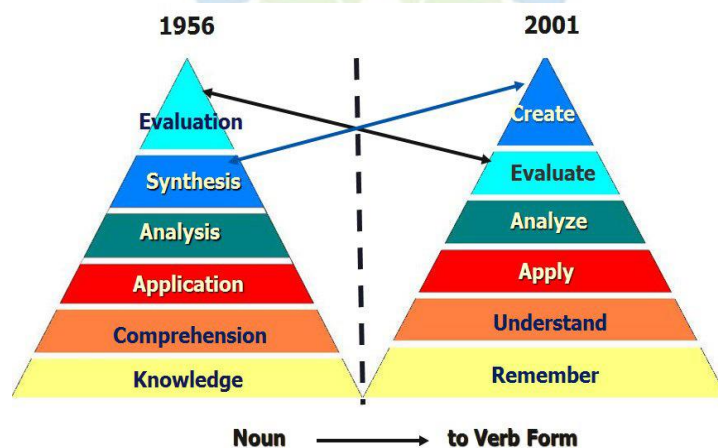 1956
2001
Evaluation
Synthesis
Analysis
Application
Comprehension
Knowledge
Create
Evaluate
Analyze
Apply
Understand
Remember
Noun to Verb Form